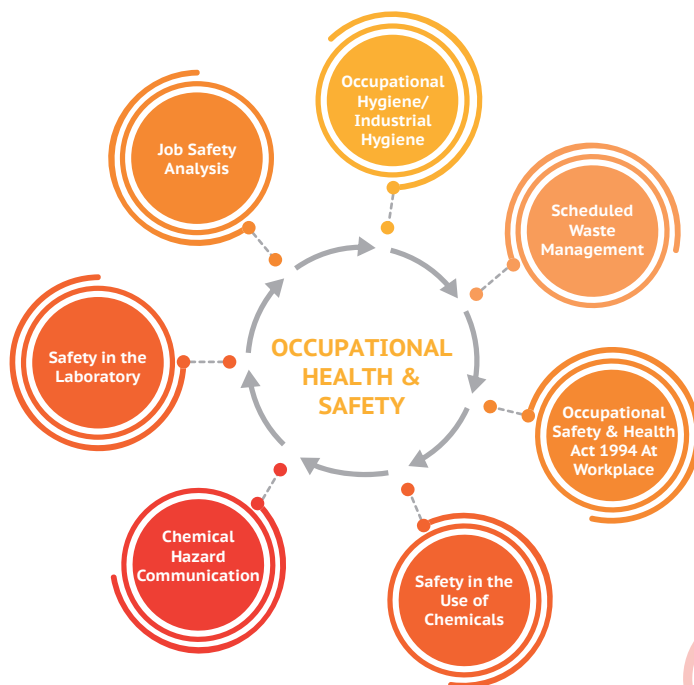 Occupational
Hygiene/
Industrial
Hygiene
Scheduled
Waste
Management
Occupational
Safety & Health
Act 1994 At
Workplace
Safety in the
Use of
Chemicals
Chemical
Hazard
Communication
Safety in the
Laboratory
Job Safety
Analysis
OCCUPATIONAL
HEALTH &
SAFETY